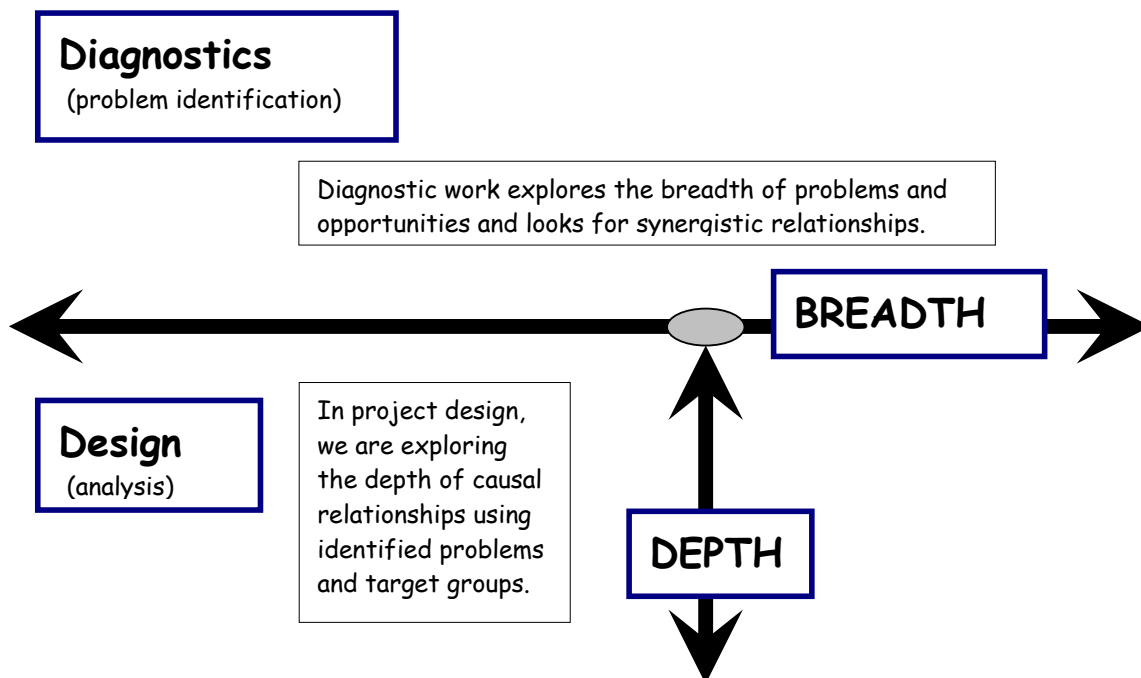 Diagnostics
(problem identification)
Diagnostic work explores the breadth of problems and
opportunities and looks for synergistic relationships.
BREADTH
Design
(analysis)
In project design,
we are exploring
the depth of causal
relationships using
identified problems
and target groups.
DEPTH